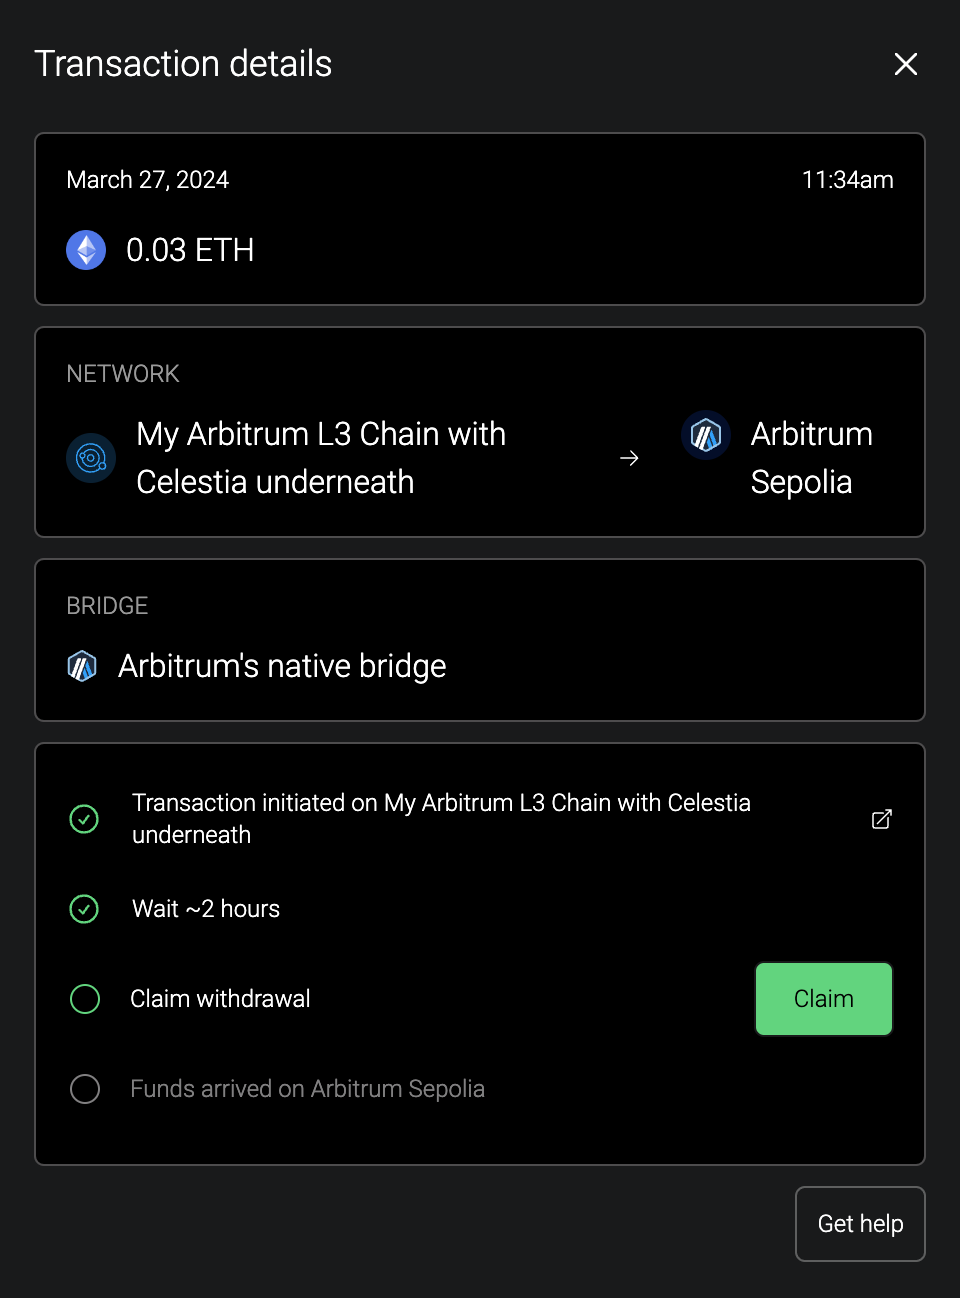 Transaction details
March 27, 2024 11:34am
0.03 ETH
NETWORK
My Arbitrum L3 Chain with
Celestia underneath
Arbitrum
Sepolia
BRIDGE
Arbitrum's native bridge
Transaction initiated on My Arbitrum L3 Chain with Celestia
underneath
Wait ~2 hours
Claim withdrawal
Claim
Funds arrived on Arbitrum Sepolia
Get help